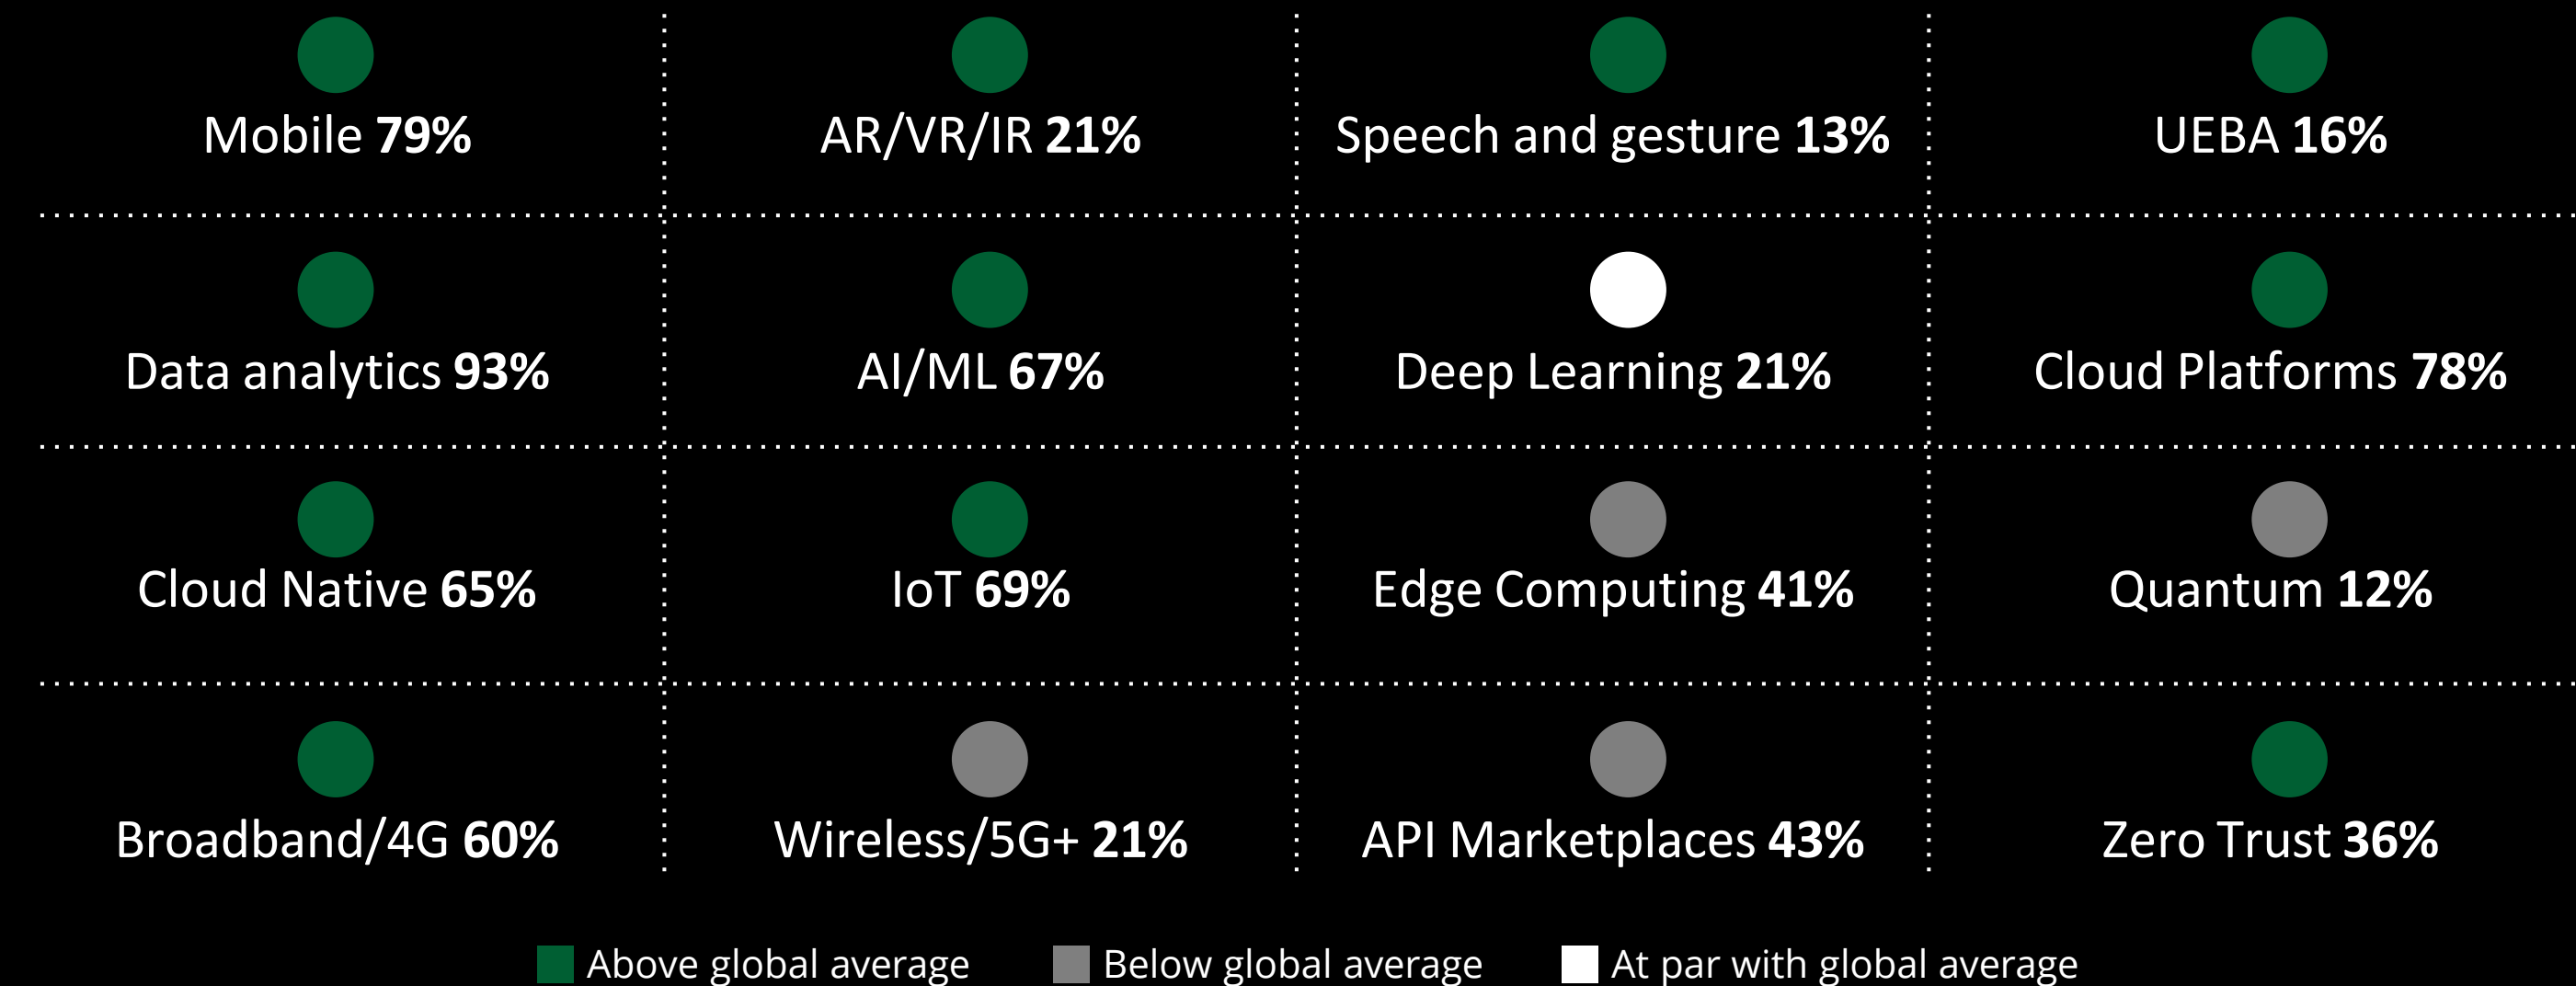 Mobile 79%
AR/VR/IR 21%
Speech and gesture 13%
UEBA 16%
Data analytics 93%
AI/ML 67%
Deep Learning 21%
Cloud Platforms 78%
Cloud Native 65%
IoT 69%
Edge Computing 41%
Quantum 12%
Broadband/4G 60%
Wireless/5G+ 21%
API Marketplaces 43%
Zero Trust 36%
Above global average
Below global average
At par with global average